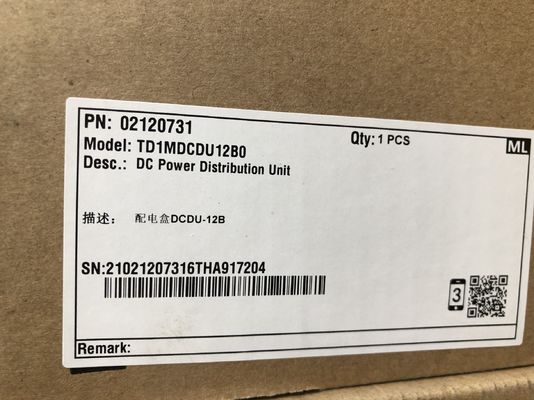 PN: 02120731
Qty: 1 PCS
ML
Model: TD1MDCDU12B0
Desc.: DC Power Distribution Unit
描述: 配电盒DCDU-12B
SN:21021207316THA917204
3
Remark: